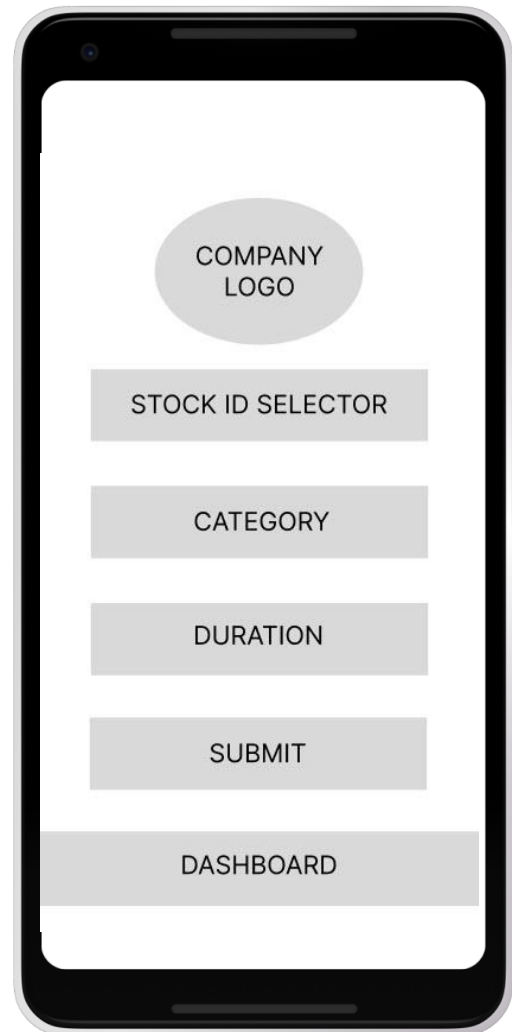 COMPANY
LOGO
STOCK ID SELECTOR
CATEGORY
DURATION
SUBMIT
DASHBOARD